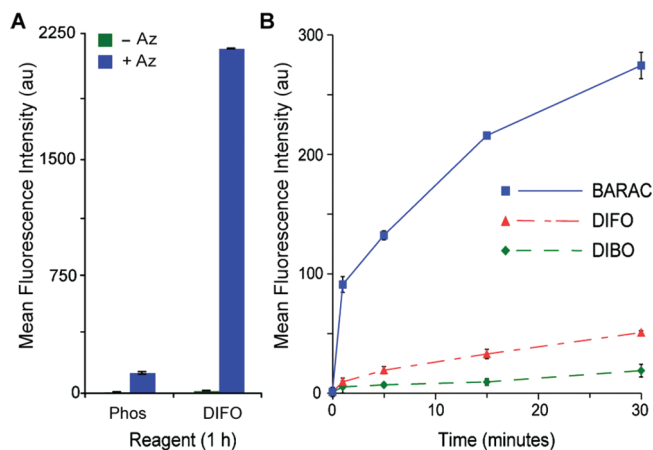 A
2250
1500
750
0
Mean Fluorescence Intensity (au)
– Az
+ Az
Phos DIFO
Reagent (1 h)
B
300
200
100
0
Mean Fluorescence Intensity (au)
BARAC
DIFO
DIBO
0 10 20 30
Time (minutes)